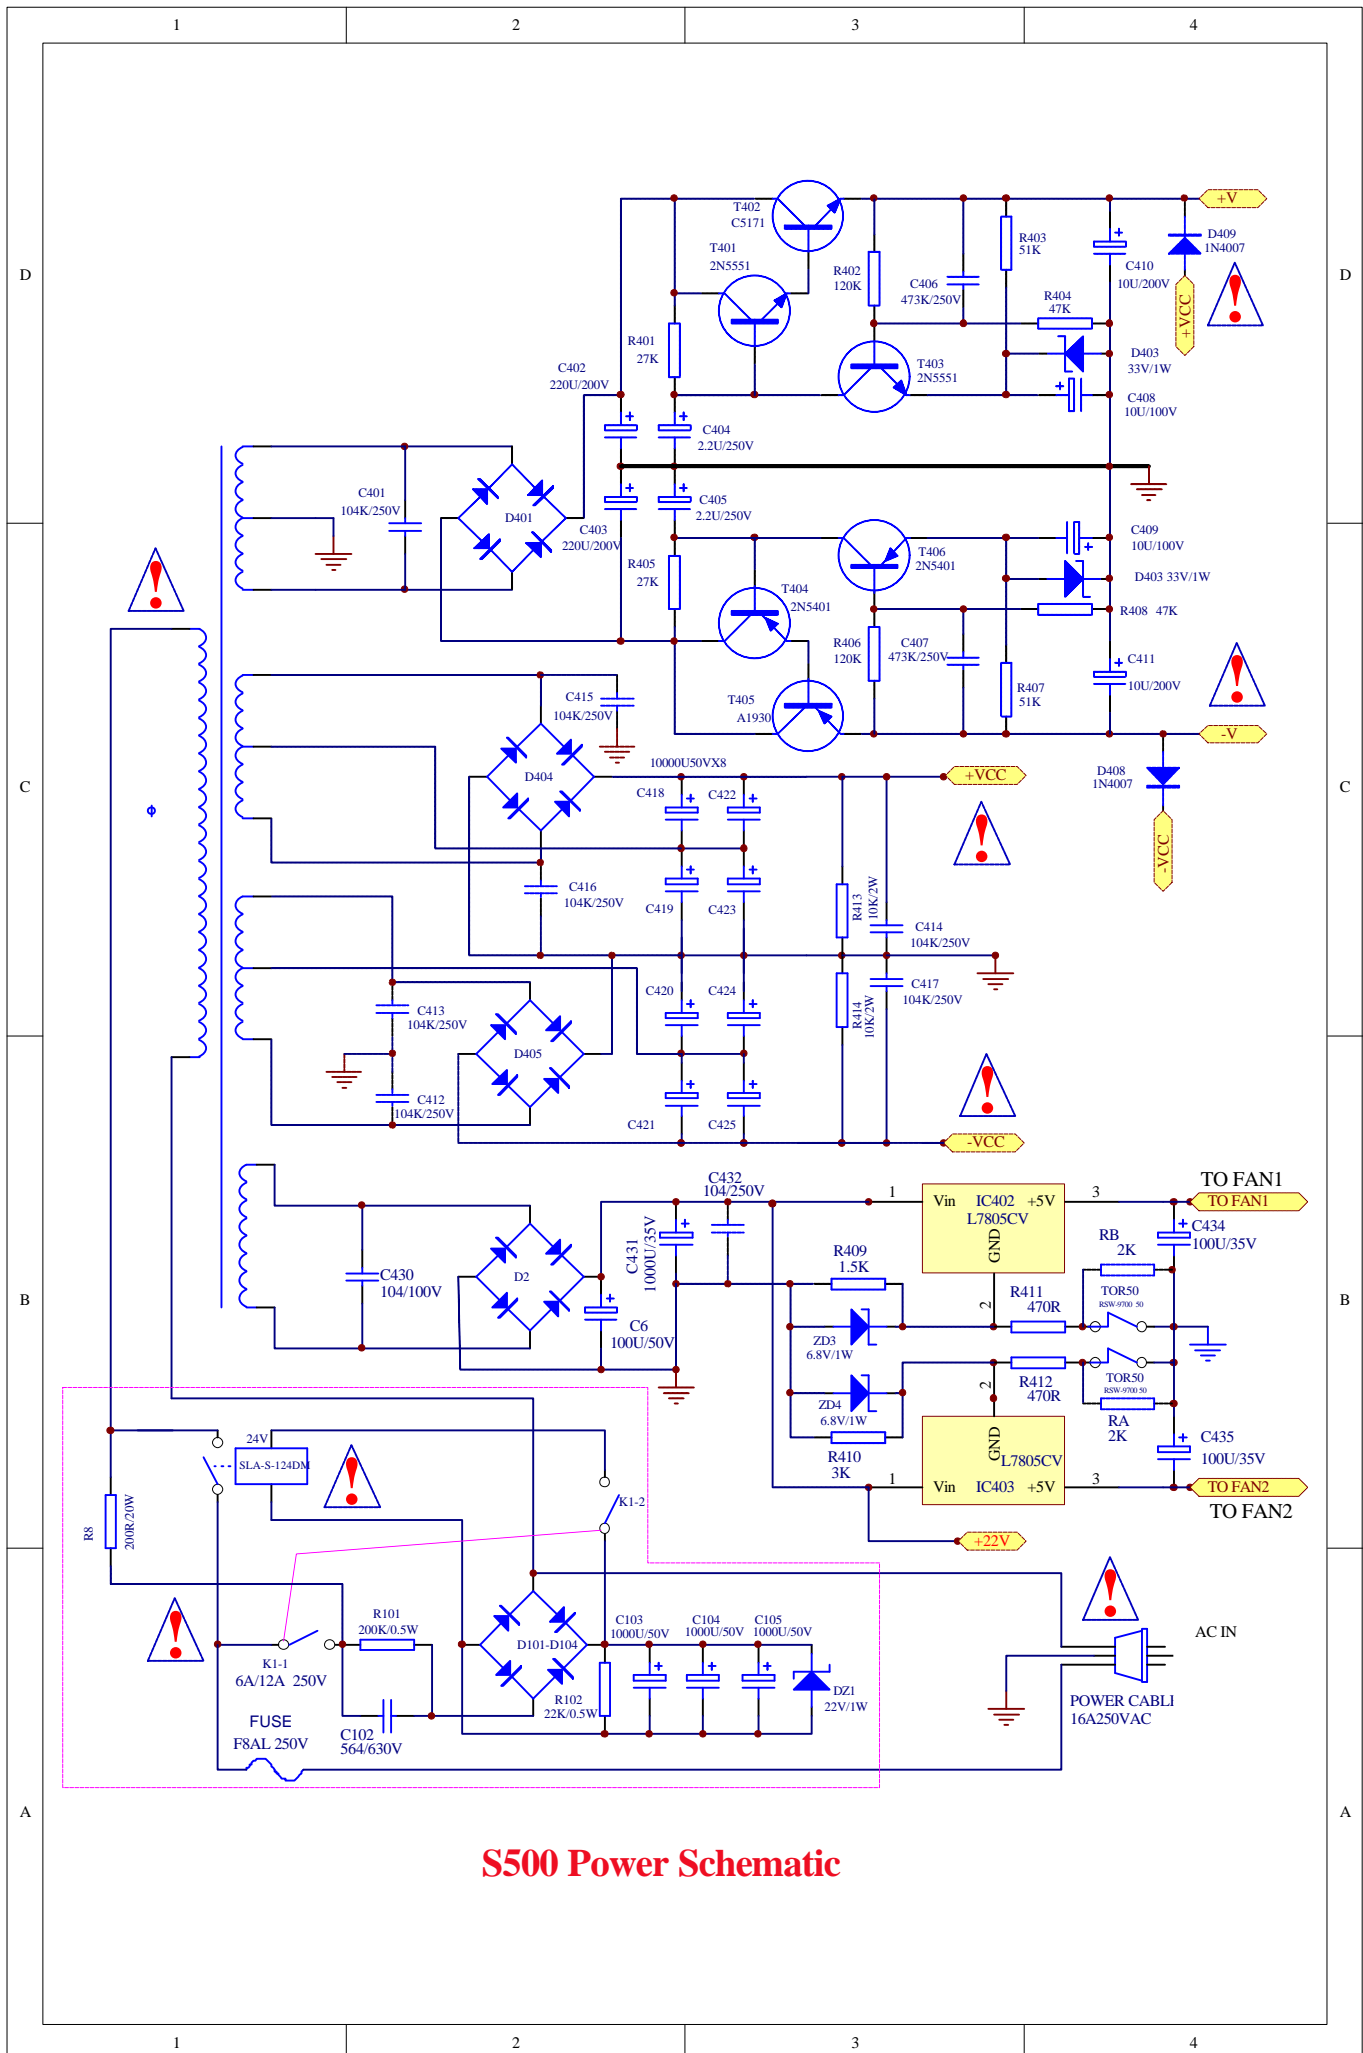 1 2 3 4
D D
C C
B B
A A
T402
C5171
T401
2N5551
R401
27K
C402
220U/200V
C404
2.2U/250V
R402
120K
C406
473K/250V
R403
51K
C410
10U/200V
+V
D409
1N4007
+VCC
R404
47K
D403
33V/1W
T403
2N5551
C408
10U/100V
C401
104K/250V
D401
C403
220U/200V
C405
2.2U/250V
R405
27K
T404
2N5401
T406
2N5401
C409
10U/100V
D403 33V/1W
R408 47K
R406
120K
C407
473K/250V
T405
A1930
R407
51K
C411
10U/200V
-V
D408
1N4007
-VCC
ϕ
C415
104K/250V
D404
10000U50VX8
C418
C422
+VCC
C416
104K/250V
C419
C423
R413
10K/2W
C414
104K/250V
C413
104K/250V
D405
C420
C424
R414
10K/2W
C417
104K/250V
C412
104K/250V
C421
C425
-VCC
C430
104/100V
D2
C6
100U/50V
C431
1000U/35V
C432
104/250V
1
Vin IC402 +5V
L7805CV
GND
2
3
TO FAN1
TO FAN1
C434
100U/35V
RB
2K
R409
1.5K
ZD3
6.8V/1W
R411
470R
TOR50
RSW-9700 50
R412
470R
TOR50
RSW-9700 50
ZD4
6.8V/1W
R410
3K
RA
2K
2
GND
L7805CV
1
Vin IC403 +5V
3
C435
100U/35V
TO FAN2
TO FAN2
+22V
24V
SLA-S-124DM
R8
200R/20W
K1-2
R101
200K/0.5W
K1-1
6A/12A 250V
FUSE
F8AL 250V
C102
564/630V
D101-D104
R102
22K/0.5W
C103
1000U/50V
C104
1000U/50V
C105
1000U/50V
DZ1
22V/1W
AC IN
POWER CABLI
16A250VAC
S500 Power Schematic
1 2 3 4